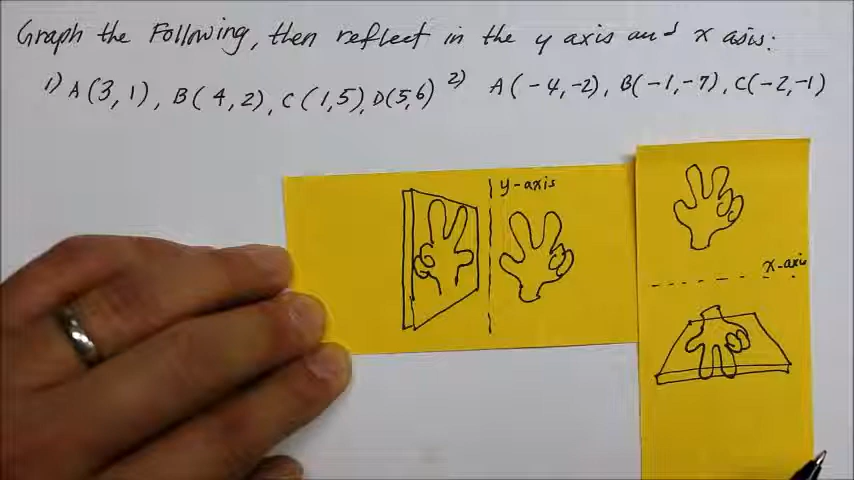 Graph the Following, then reflect in the y axis and x asis:
1) A(3,1), B(4,2), C(1,5), D(5,6) 2) A(-4,-2), B(-1,-7), C(-2,-1)
y-axis
x-axis